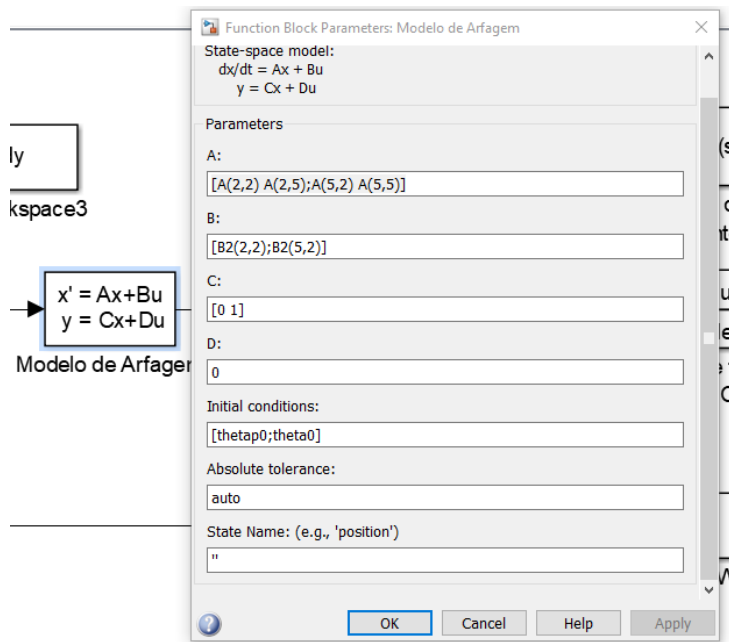 Function Block Parameters: Modelo de Arfagem
State-space model:
dx/dt = Ax + Bu
y = Cx + Du
Parameters
A:
[A(2,2) A(2,5);A(5,2) A(5,5)]
B:
[B2(2,2);B2(5,2)]
C:
[0 1]
D:
0
Initial conditions:
[thetap0;theta0]
Absolute tolerance:
auto
State Name: (e.g., 'position')
''
OK
Cancel
Help
Apply
ly
kspace3
x' = Ax+Bu
y = Cx+Du
Modelo de Arfager